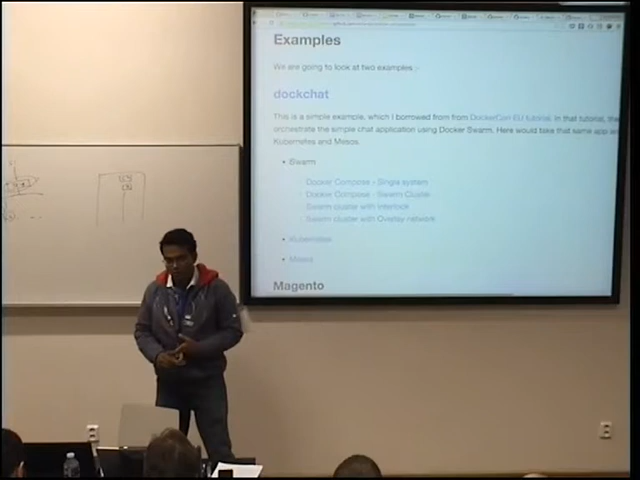 Examples
We are going to look at two examples:-
dockchat
This is a simple example, which I borrowed from from DockerCon EU tutorial. In that tutorial, the
orchestrate the simple chat application using Docker Swarm. Here would take that same app an
Kubernetes and Mesos.
Swarm
Docker Compose - Single system
Docker Compose - Swarm Cluster
Swarm cluster with Interlock
Swarm cluster with Overlay network
Kubernetes
Mesos
Magento